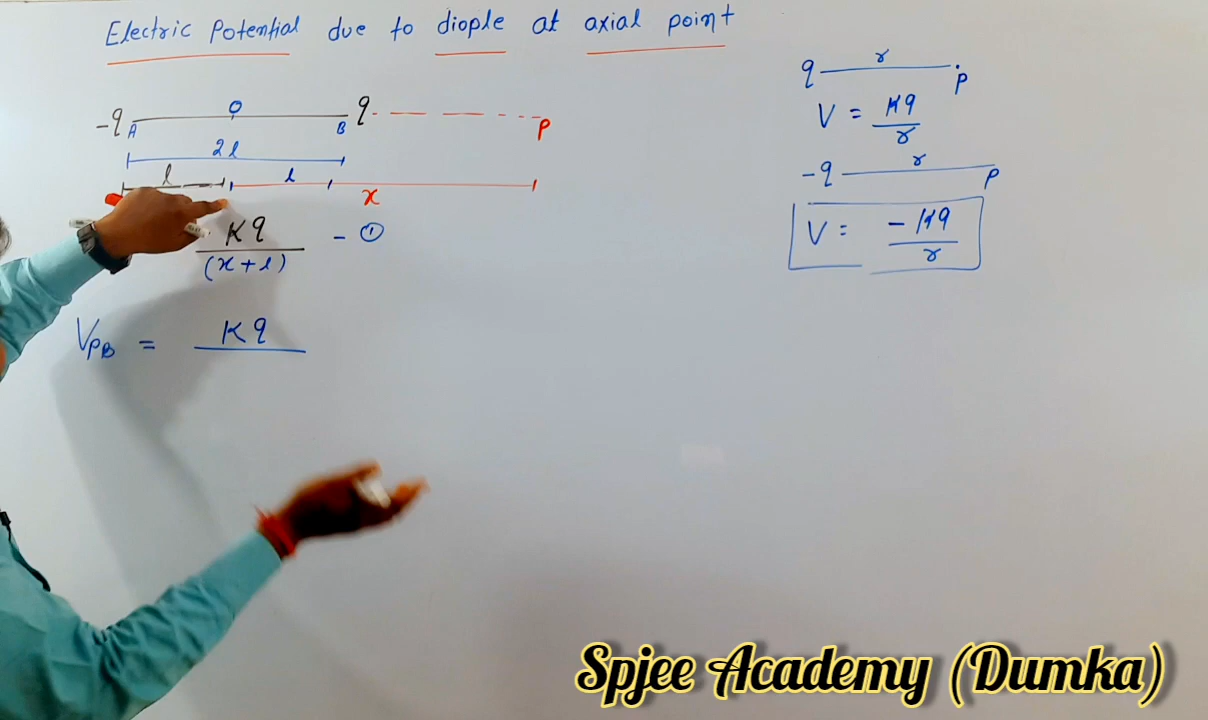 Electric Potential due to diople at axial point
-q A O B q P
2l
l l x
Kq
(x+l) - ①
V_PB = Kq
q r P
V = Kq
r
-q r P
V = -Kq
r
Spjee Academy (Dumka)